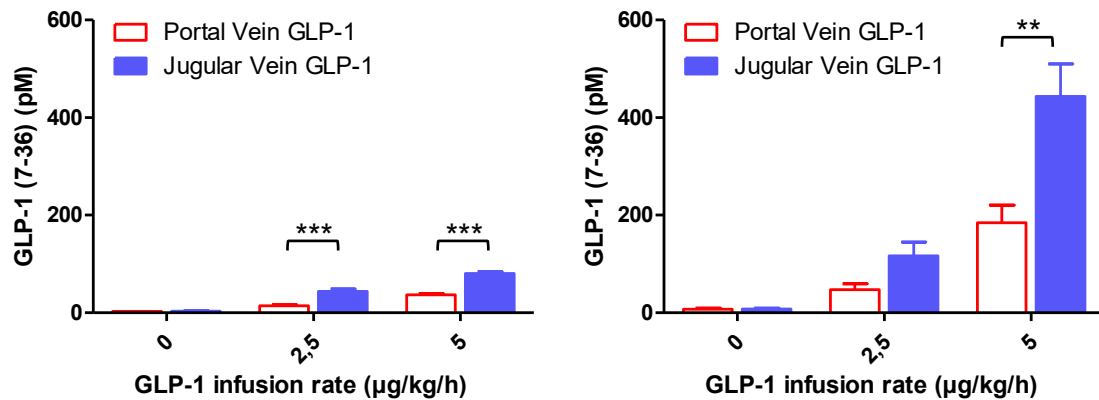 600
400
200
0
GLP-1 (7-36) (pM)
Portal Vein GLP-1
Jugular Vein GLP-1
***
***
0
2,5
5
GLP-1 infusion rate (µg/kg/h)
600
400
200
0
GLP-1 (7-36) (pM)
Portal Vein GLP-1
Jugular Vein GLP-1
**
0
2,5
5
GLP-1 infusion rate (µg/kg/h)